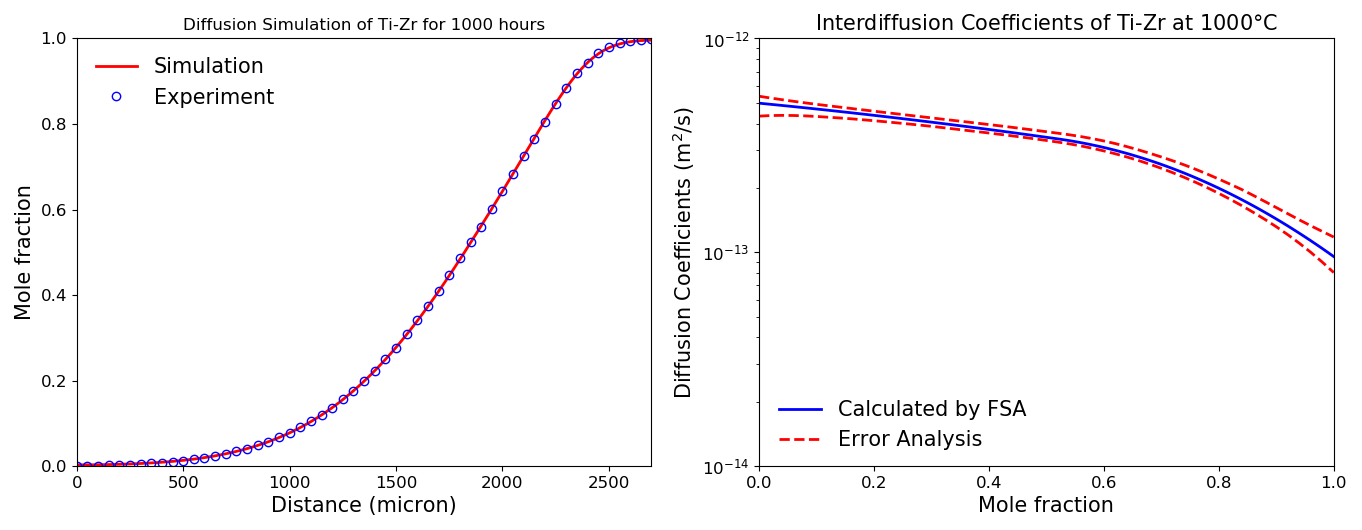 Diffusion Simulation of Ti-Zr for 1000 hours
1.0
0.8
0.6
0.4
0.2
0.0
Mole fraction
Simulation
Experiment
0 500 1000 1500 2000 2500
Distance (micron)
Interdiffusion Coefficients of Ti-Zr at 1000°C
10⁻¹²
10⁻¹³
10⁻¹⁴
Diffusion Coefficients (m²/s)
Calculated by FSA
Error Analysis
0.0 0.2 0.4 0.6 0.8 1.0
Mole fraction